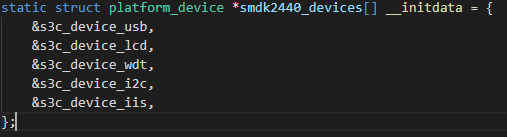 static struct platform_device *smdk2440_devices[] __initdata = {
    &s3c_device_usb,
    &s3c_device_lcd,
    &s3c_device_wdt,
    &s3c_device_i2c,
    &s3c_device_iis,
};